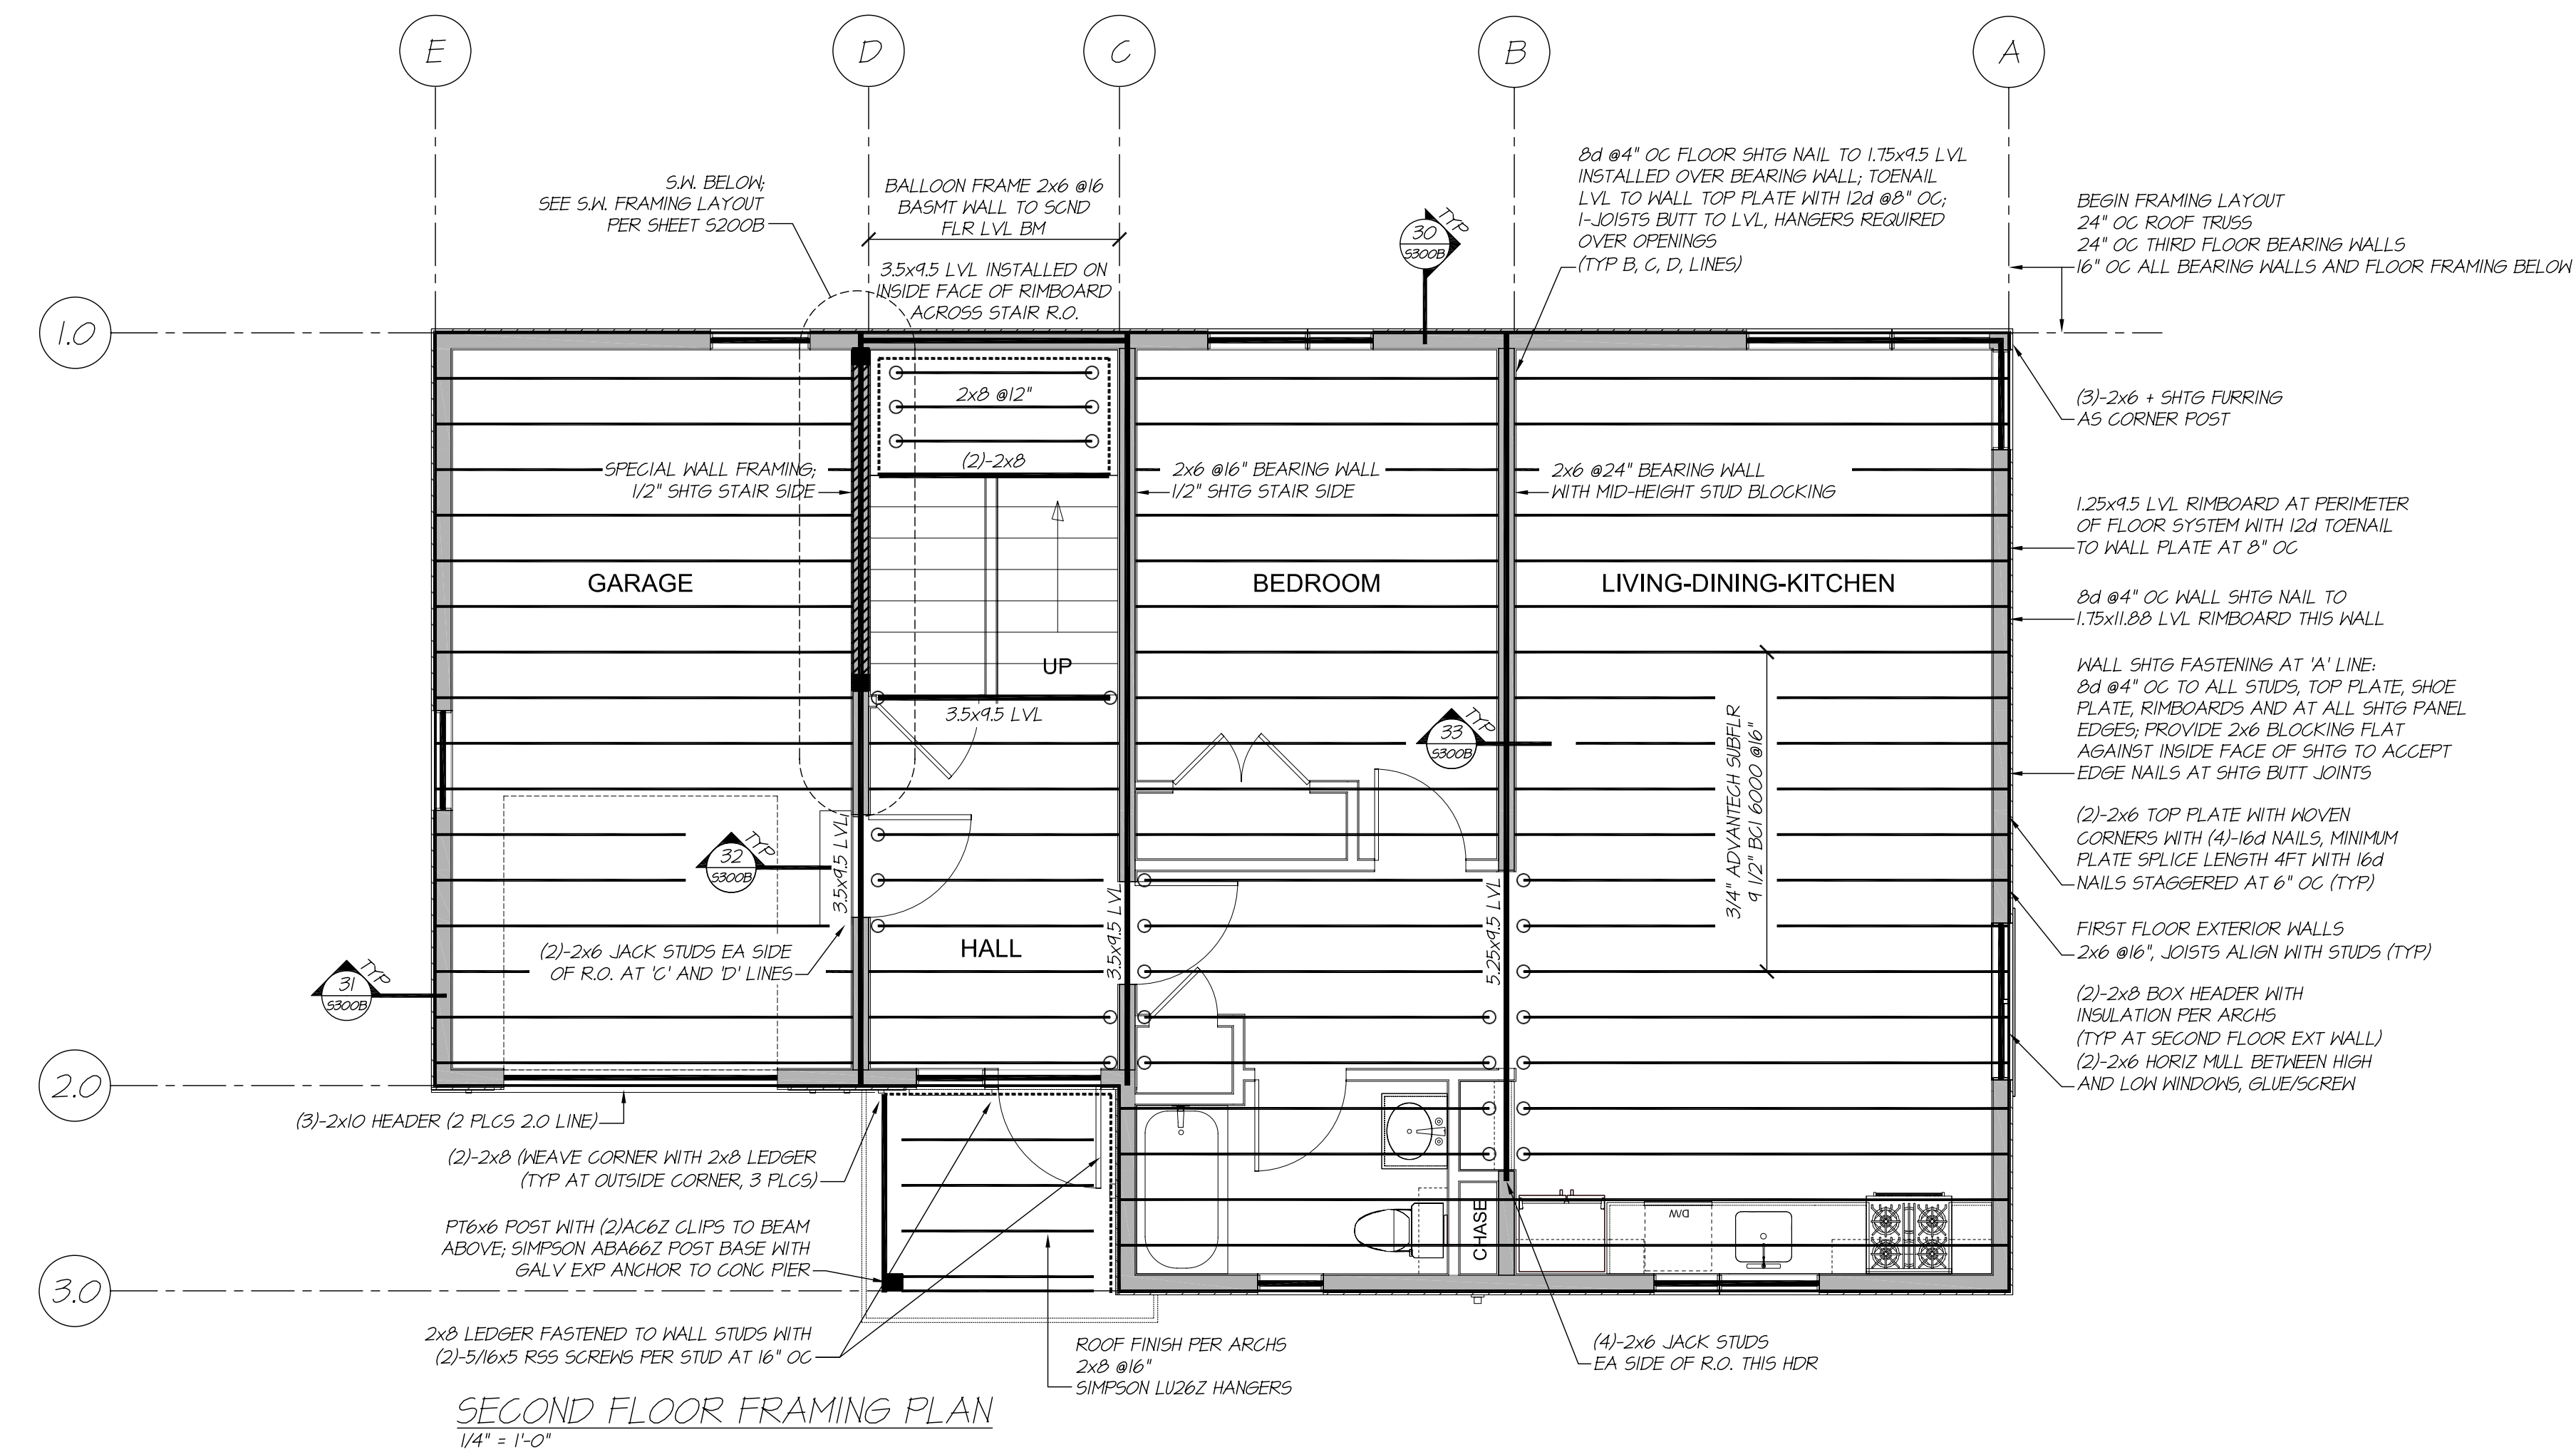 E
D
C
B
A
S.W. BELOW;
SEE S.W. FRAMING LAYOUT
PER SHEET S200B
BALLOON FRAME 2x6 @16
BASMT WALL TO SCND
FLR LVL BM
3.5x9.5 LVL INSTALLED ON
INSIDE FACE OF RIMBOARD
ACROSS STAIR R.O.
30
S300B
TYP
8d @4" OC FLOOR SHTG NAIL TO 1.75x9.5 LVL
INSTALLED OVER BEARING WALL; TOENAIL
LVL TO WALL TOP PLATE WITH 12d @8" OC;
I-JOISTS BUTT TO LVL, HANGERS REQUIRED
OVER OPENINGS
(TYP B, C, D, LINES)
BEGIN FRAMING LAYOUT
24" OC ROOF TRUSS
24" OC THIRD FLOOR BEARING WALLS
16" OC ALL BEARING WALLS AND FLOOR FRAMING BELOW
1.0
2x8 @12"
(2)-2x8
(3)-2x6 + SHTG FURRING
AS CORNER POST
SPECIAL WALL FRAMING;
1/2" SHTG STAIR SIDE
2x6 @16" BEARING WALL
1/2" SHTG STAIR SIDE
2x6 @24" BEARING WALL
WITH MID-HEIGHT STUD BLOCKING
1.25x9.5 LVL RIMBOARD AT PERIMETER
OF FLOOR SYSTEM WITH 12d TOENAIL
TO WALL PLATE AT 8" OC
GARAGE
BEDROOM
LIVING-DINING-KITCHEN
8d @4" OC WALL SHTG NAIL TO
1.75x11.88 LVL RIMBOARD THIS WALL
UP
3.5x9.5 LVL
WALL SHTG FASTENING AT 'A' LINE:
8d @4" OC TO ALL STUDS, TOP PLATE, SHOE
PLATE, RIMBOARDS AND AT ALL SHTG PANEL
EDGES; PROVIDE 2x6 BLOCKING FLAT
AGAINST INSIDE FACE OF SHTG TO ACCEPT
EDGE NAILS AT SHTG BUTT JOINTS
33
S300B
TYP
3/4" ADVANTECH SUBFLR
9 1/2" BCI 6000 @16"
(2)-2x6 TOP PLATE WITH WOVEN
CORNERS WITH (4)-16d NAILS, MINIMUM
PLATE SPLICE LENGTH 4FT WITH 16d
NAILS STAGGERED AT 6" OC (TYP)
32
S300B
TYP
3.5x9.5 LVL
3.5x9.5 LVL
5.25x9.5 LVL
(2)-2x6 JACK STUDS EA SIDE
OF R.O. AT 'C' AND 'D' LINES
HALL
FIRST FLOOR EXTERIOR WALLS
2x6 @16", JOISTS ALIGN WITH STUDS (TYP)
31
S300B
TYP
(2)-2x8 BOX HEADER WITH
INSULATION PER ARCHS
(TYP AT SECOND FLOOR EXT WALL)
(2)-2x6 HORIZ MULL BETWEEN HIGH
AND LOW WINDOWS, GLUE/SCREW
2.0
(3)-2x10 HEADER (2 PLCS 2.0 LINE)
(2)-2x8 (WEAVE CORNER WITH 2x8 LEDGER
(TYP AT OUTSIDE CORNER, 3 PLCS)
PT6x6 POST WITH (2)AC6Z CLIPS TO BEAM
ABOVE; SIMPSON ABA66Z POST BASE WITH
GALV EXP ANCHOR TO CONC PIER
CHASE
D/W
3.0
2x8 LEDGER FASTENED TO WALL STUDS WITH
(2)-5/16x5 RSS SCREWS PER STUD AT 16" OC
ROOF FINISH PER ARCHS
2x8 @16"
SIMPSON LU26Z HANGERS
(4)-2x6 JACK STUDS
EA SIDE OF R.O. THIS HDR
SECOND FLOOR FRAMING PLAN
1/4" = 1'-0"